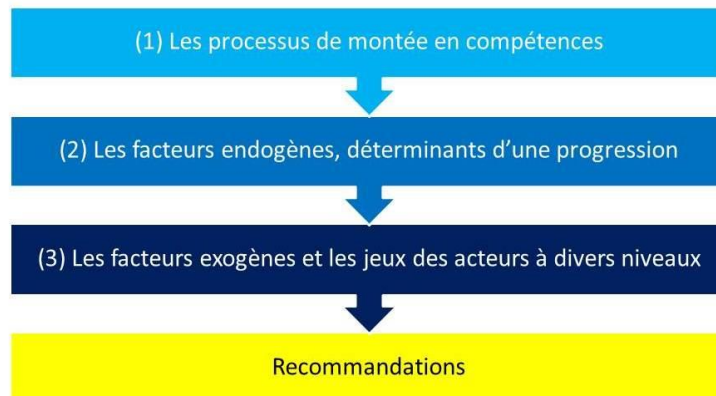 (1) Les processus de montée en compétences
(2) Les facteurs endogènes, déterminants d’une progression
(3) Les facteurs exogènes et les jeux des acteurs à divers niveaux
Recommandations